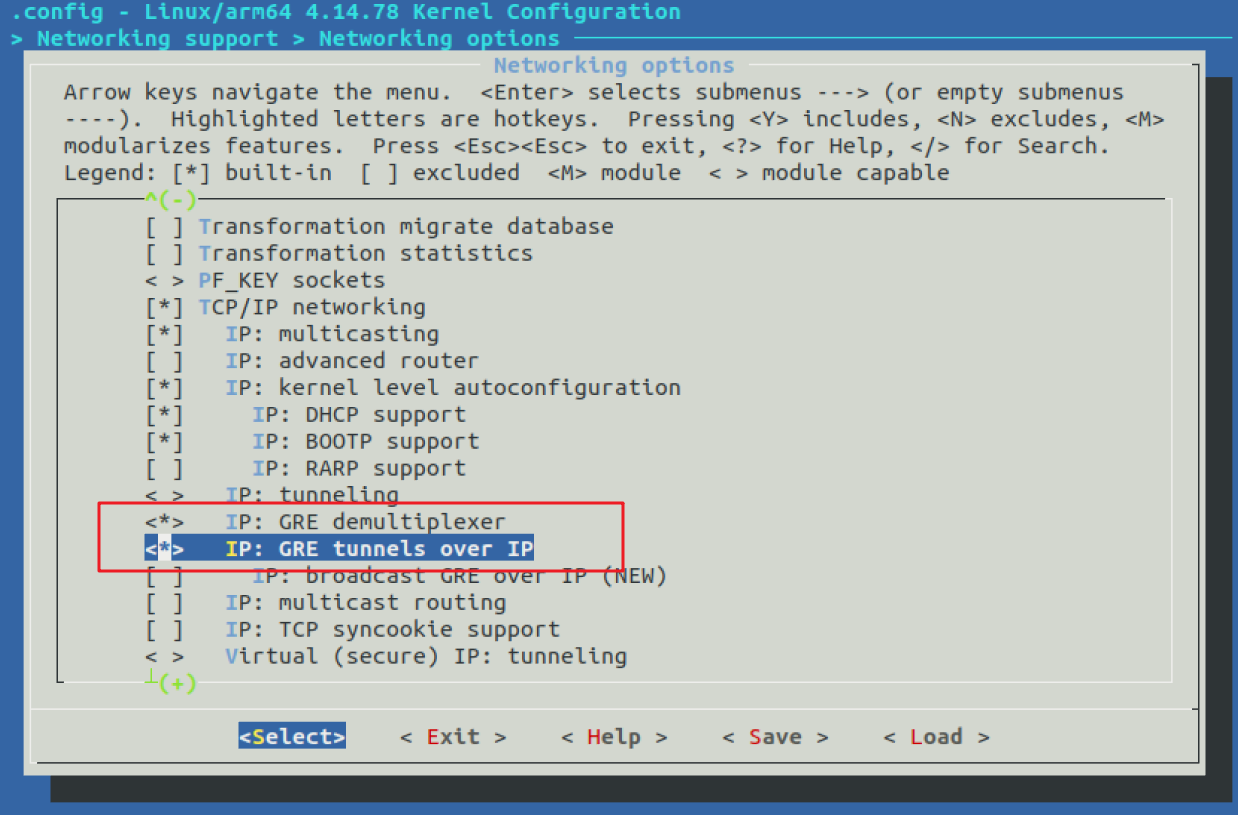 .config - Linux/arm64 4.14.78 Kernel Configuration
> Networking support > Networking options
Networking options
Arrow keys navigate the menu.  <Enter> selects submenus ---> (or empty submenus
----).  Highlighted letters are hotkeys.  Pressing <Y> includes, <N> excludes, <M>
modularizes features.  Press <Esc><Esc> to exit, <?> for Help, </> for Search.
Legend: [*] built-in  [ ] excluded  <M> module  < > module capable
^(-)
[ ] Transformation migrate database
[ ] Transformation statistics
< > PF_KEY sockets
[*] TCP/IP networking
[*]   IP: multicasting
[ ]   IP: advanced router
[*]   IP: kernel level autoconfiguration
[*]     IP: DHCP support
[*]     IP: BOOTP support
[ ]     IP: RARP support
< >   IP: tunneling
<*>   IP: GRE demultiplexer
<*>   IP: GRE tunnels over IP
[ ]     IP: broadcast GRE over IP (NEW)
[ ]   IP: multicast routing
[ ]   IP: TCP syncookie support
< >   Virtual (secure) IP: tunneling
┴(+)
<Select>    < Exit >    < Help >    < Save >    < Load >